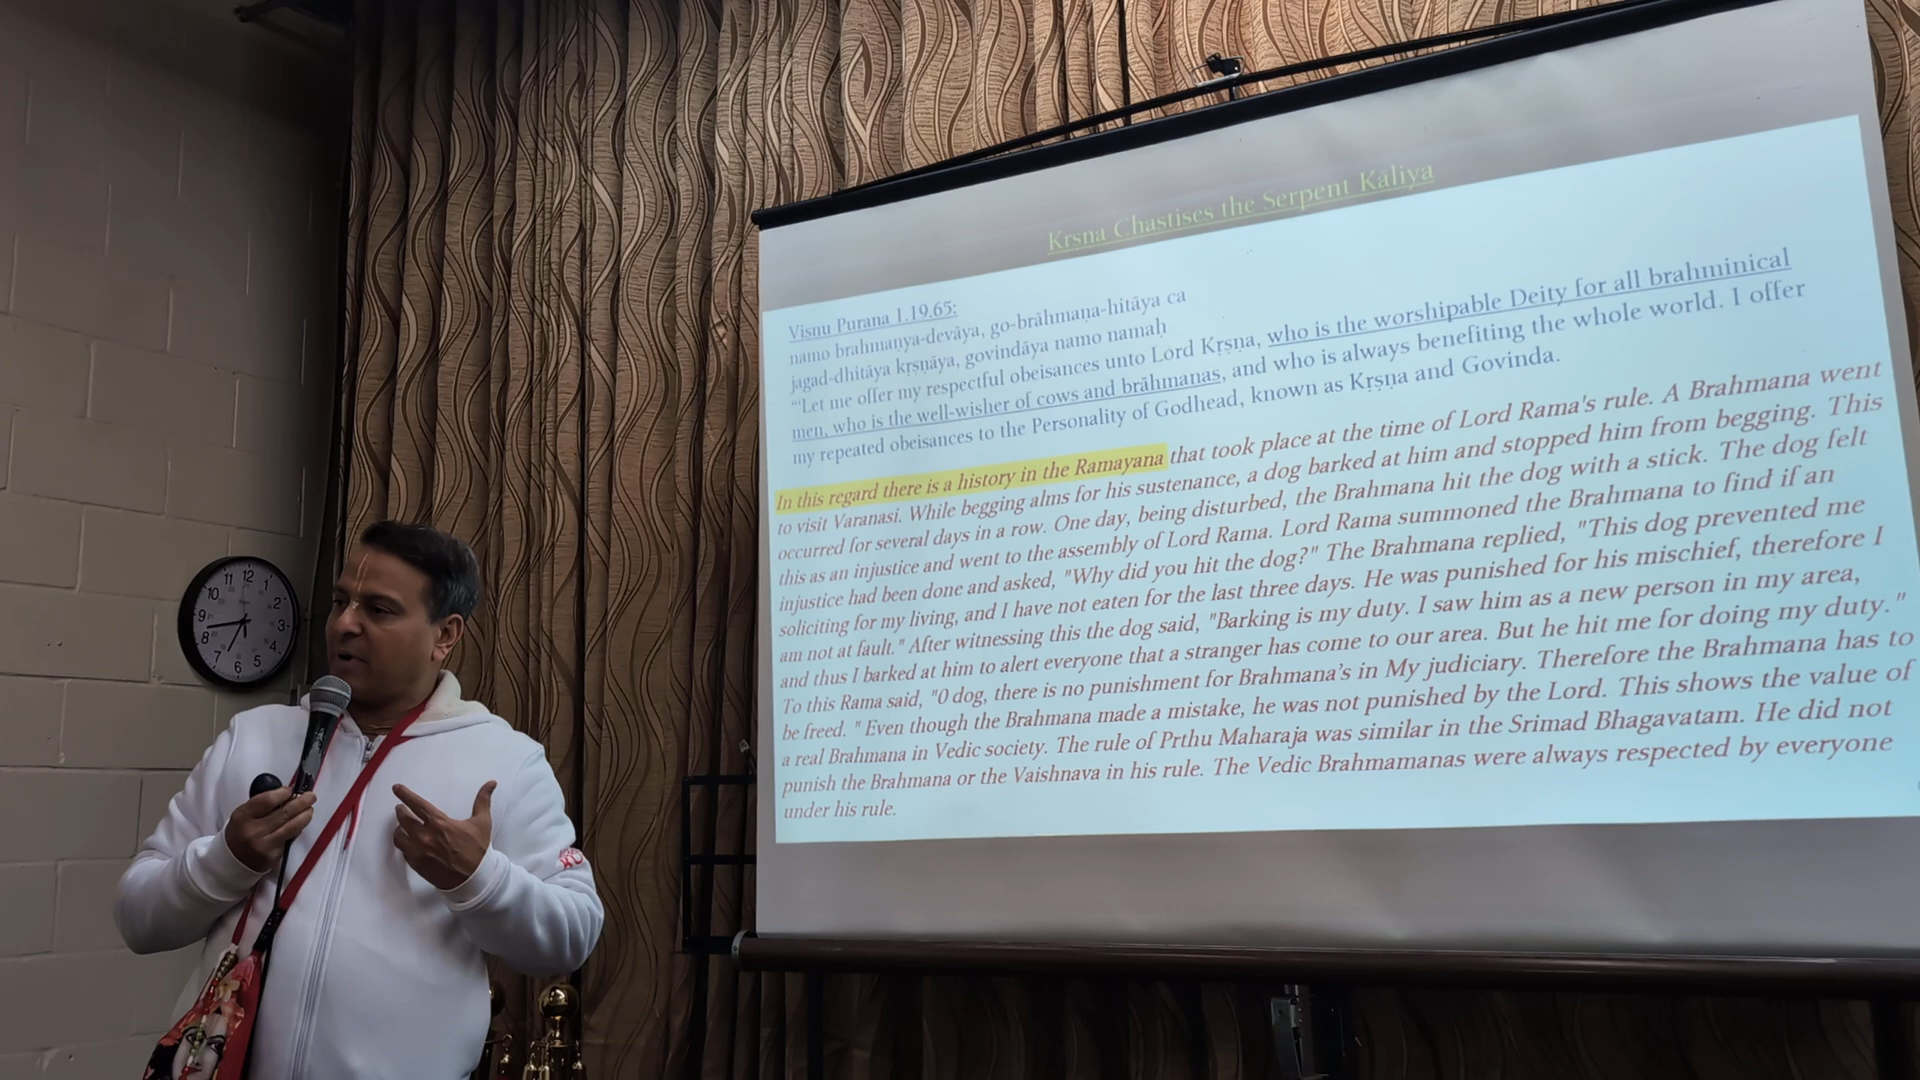 Krsna Chastises the Serpent Kāliya
Visnu Purana 1.19.65:
namo brahmaṇya-devāya, go-brāhmaṇa-hitāya ca
jagad-dhitāya kṛṣṇāya, govindāya namo namaḥ
"'Let me offer my respectful obeisances unto Lord Kṛṣṇa, who is the worshipable Deity for all brahminical
men, who is the well-wisher of cows and brāhmaṇas, and who is always benefiting the whole world. I offer
my repeated obeisances to the Personality of Godhead, known as Kṛṣṇa and Govinda.
In this regard there is a history in the Ramayana that took place at the time of Lord Rama's rule. A Brahmana went
to visit Varanasi. While begging alms for his sustenance, a dog barked at him and stopped him from begging. This
occurred for several days in a row. One day, being disturbed, the Brahmana hit the dog with a stick. The dog felt
this as an injustice and went to the assembly of Lord Rama. Lord Rama summoned the Brahmana to find if an
injustice had been done and asked, "Why did you hit the dog?" The Brahmana replied, "This dog prevented me
soliciting for my living, and I have not eaten for the last three days. He was punished for his mischief, therefore I
am not at fault." After witnessing this the dog said, "Barking is my duty. I saw him as a new person in my area,
and thus I barked at him to alert everyone that a stranger has come to our area. But he hit me for doing my duty."
To this Rama said, "O dog, there is no punishment for Brahmana's in My judiciary. Therefore the Brahmana has to
be freed. " Even though the Brahmana made a mistake, he was not punished by the Lord. This shows the value of
a real Brahmana in Vedic society. The rule of Prthu Maharaja was similar in the Srimad Bhagavatam. He did not
punish the Brahmana or the Vaishnava in his rule. The Vedic Brahmamanas were always respected by everyone
under his rule.
12
1
2
3
4
5
6
7
8
9
10
11